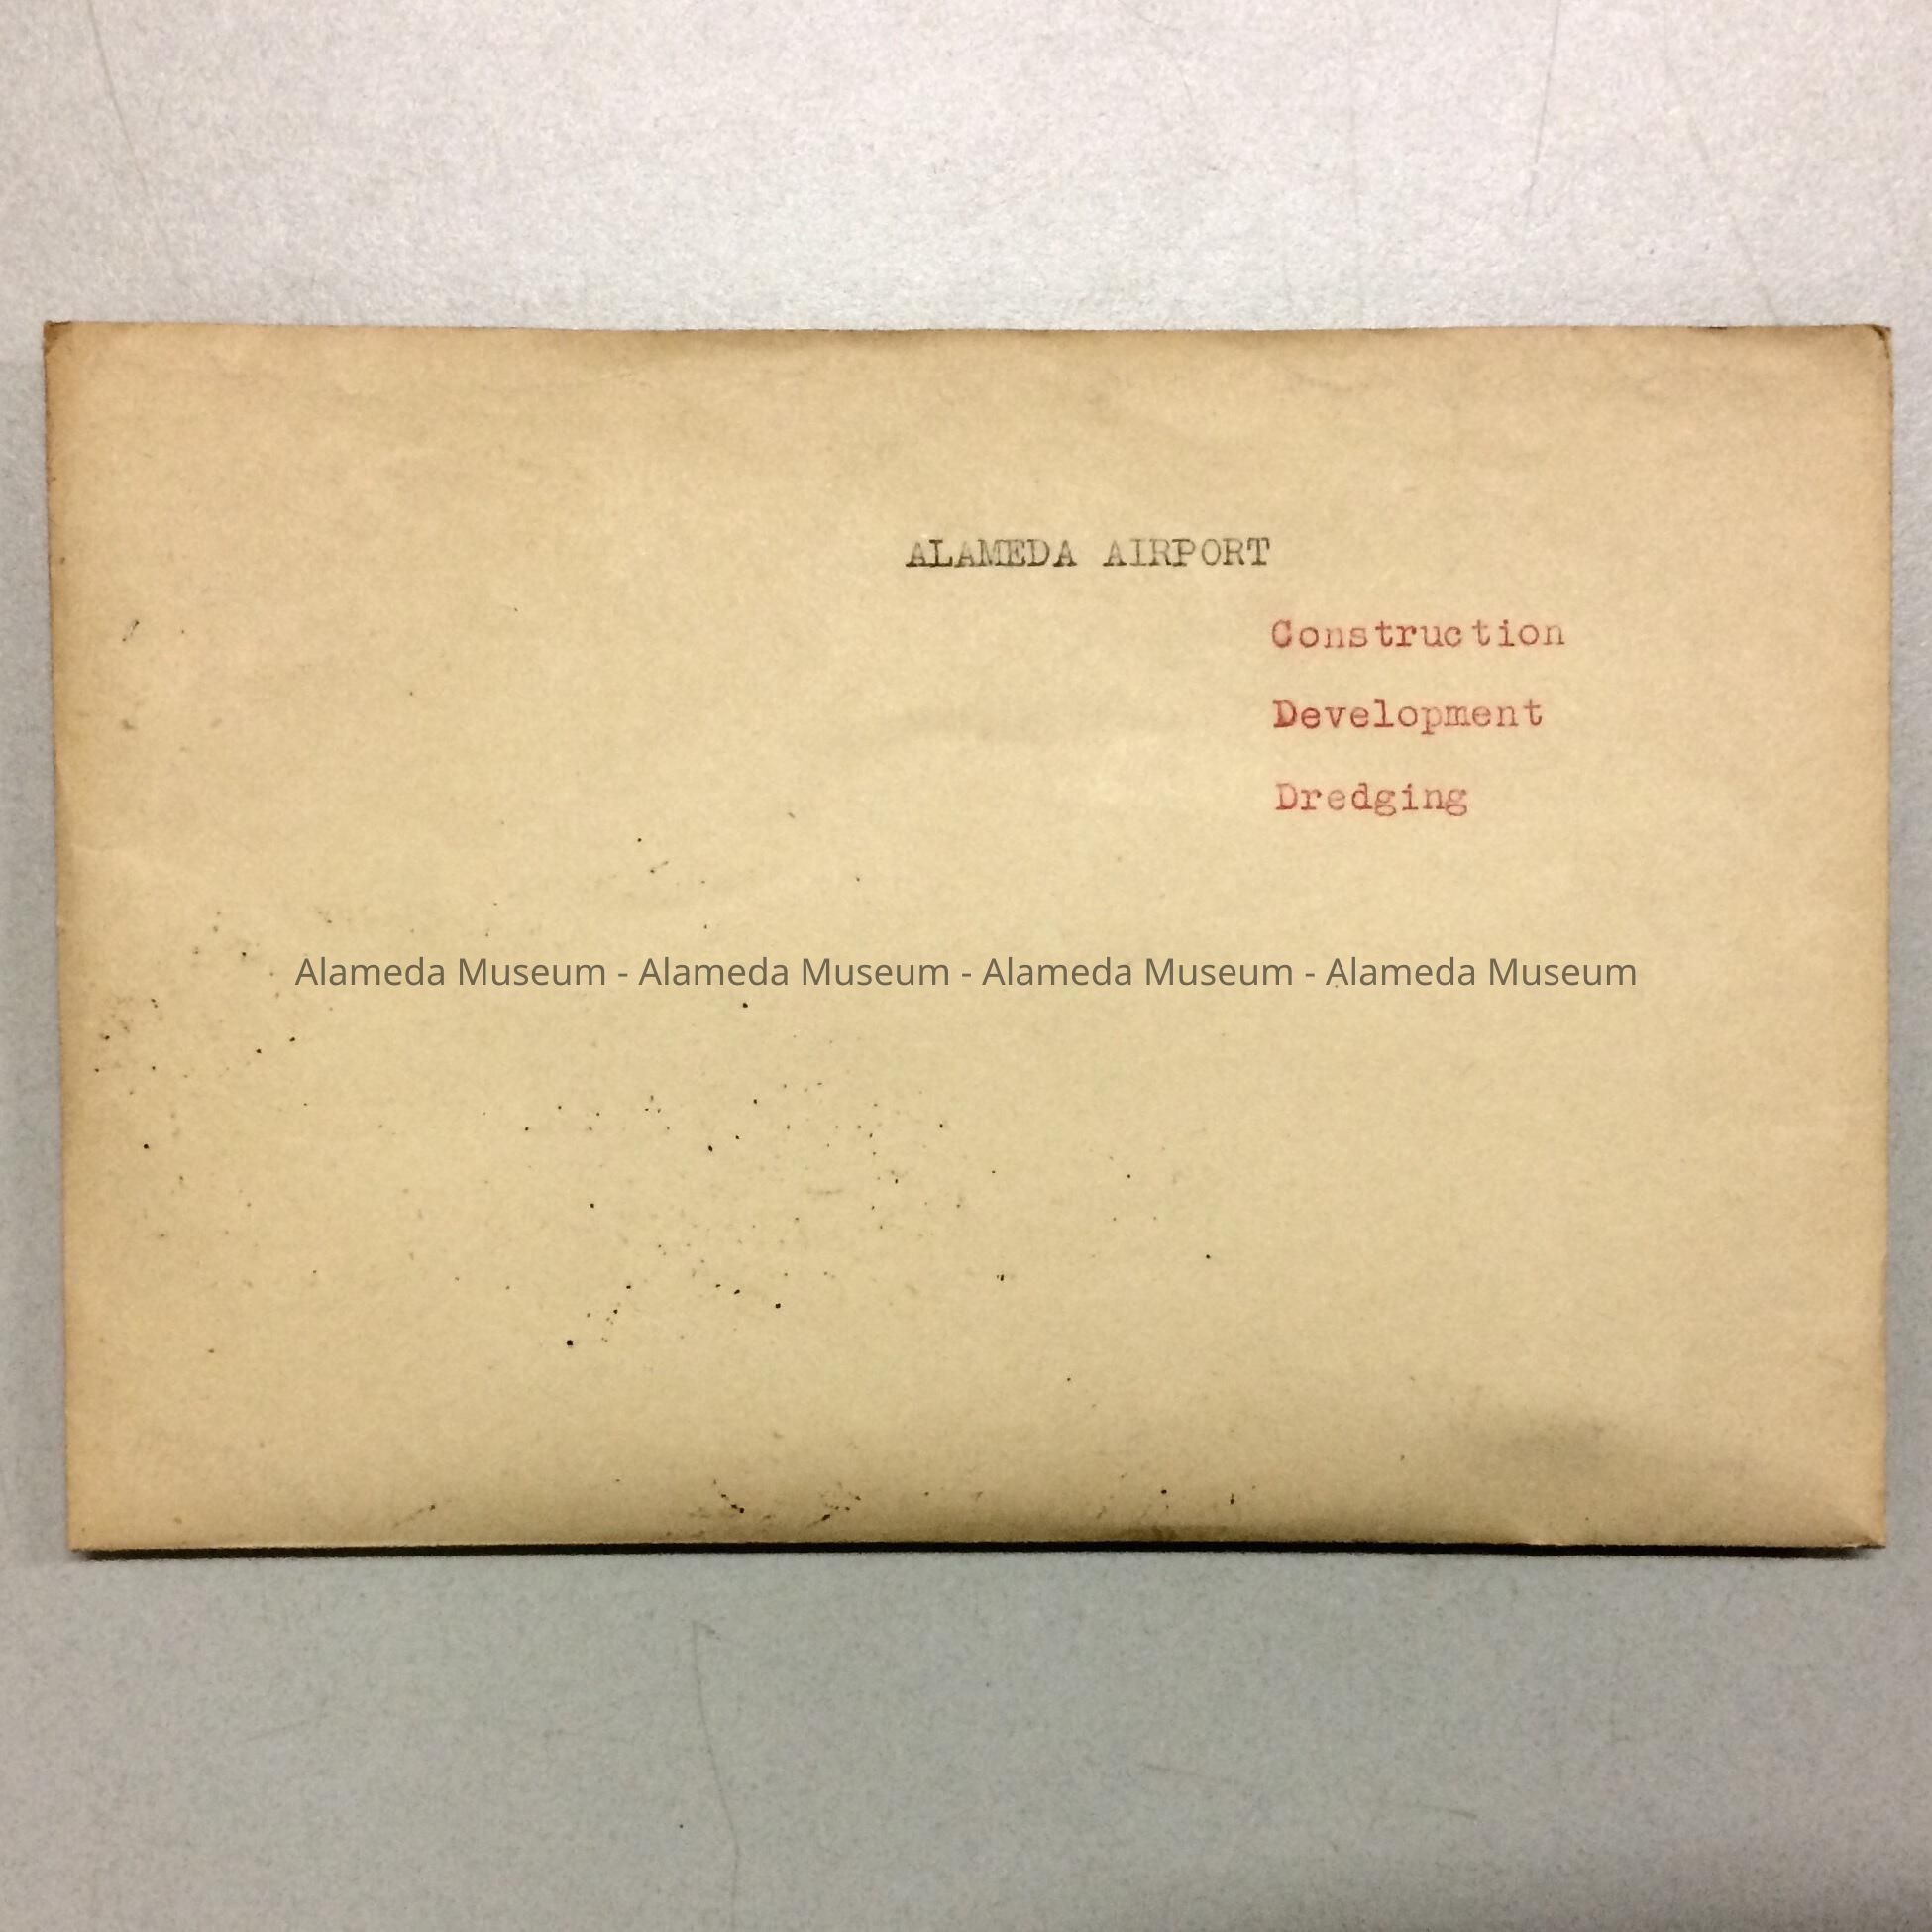 ALAMEDA AIRPORT
Construction
Development
Dredging
Alameda Museum - Alameda Museum - Alameda Museum - Alameda Museum